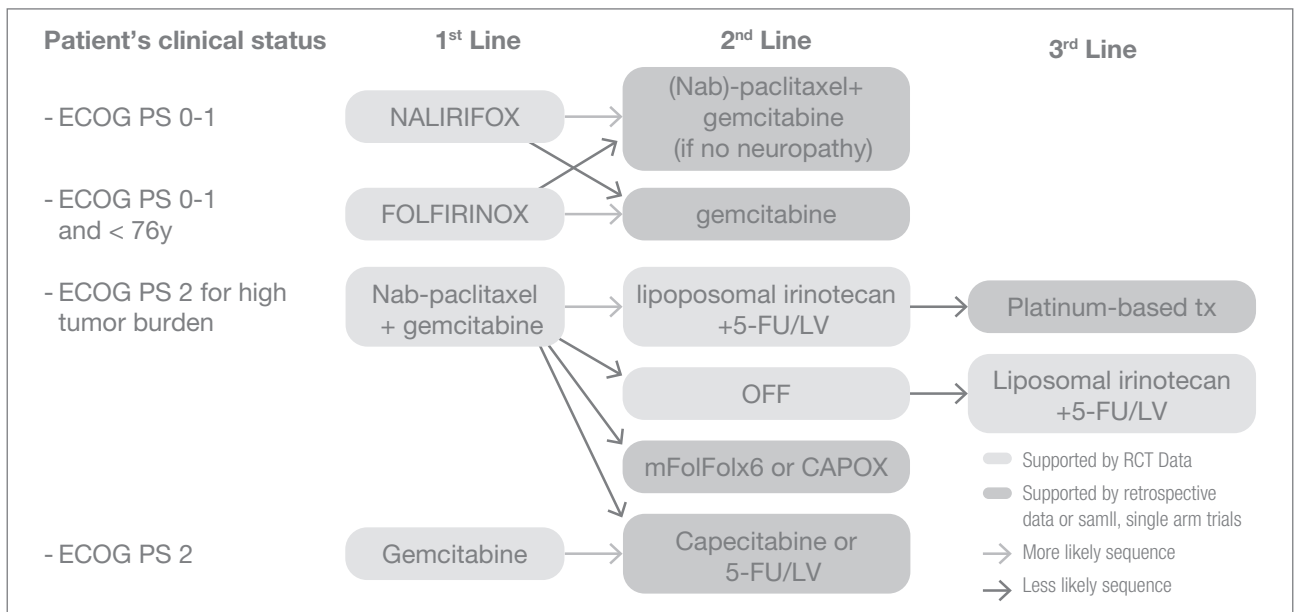 Patient's clinical status
1st Line
2nd Line
3rd Line
- ECOG PS 0-1
NALIRIFOX
(Nab)-paclitaxel+
gemcitabine
(if no neuropathy)
- ECOG PS 0-1
and < 76y
FOLFIRINOX
gemcitabine
- ECOG PS 2 for high
tumor burden
Nab-paclitaxel
+ gemcitabine
lipoposomal irinotecan
+5-FU/LV
Platinum-based tx
OFF
Liposomal irinotecan
+5-FU/LV
mFolFolx6 or CAPOX
- ECOG PS 2
Gemcitabine
Capecitabine or
5-FU/LV
Supported by RCT Data
Supported by retrospective
data or samll, single arm trials
More likely sequence
Less likely sequence